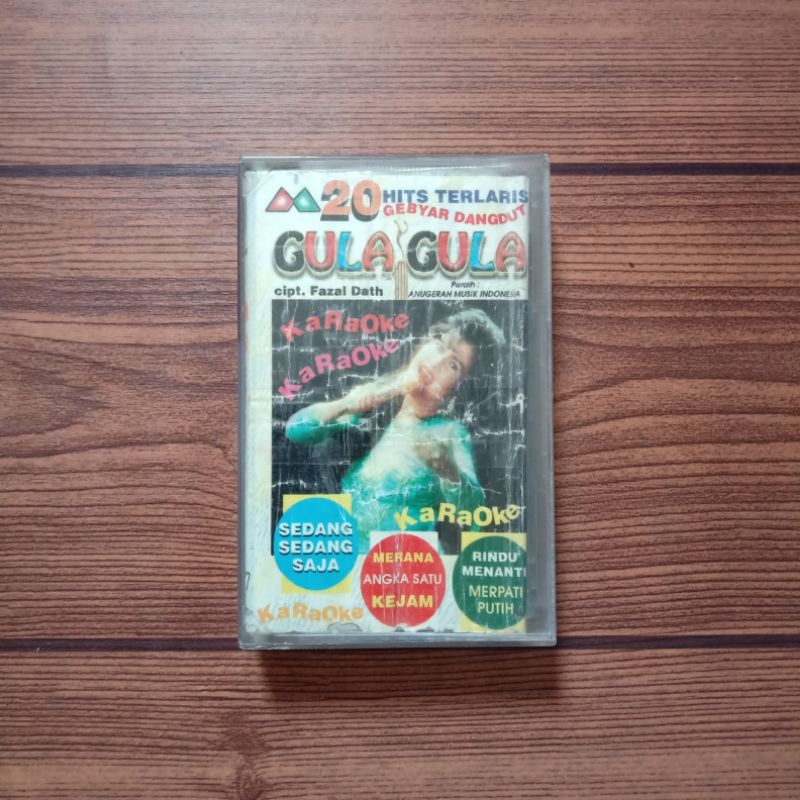 20 HITS TERLARIS
GEBYAR DANGDUT
GULA GULA
cipt. Fazal Dath
Peraih :
ANUGERAH MUSIK INDONESIA
KaRaOke
KaRaOke
KaRaOke
SEDANG
SEDANG
SAJA
MERANA
ANGKA SATU
KEJAM
RINDU
MENANTI
MERPATI
PUTIH
KaRaOke